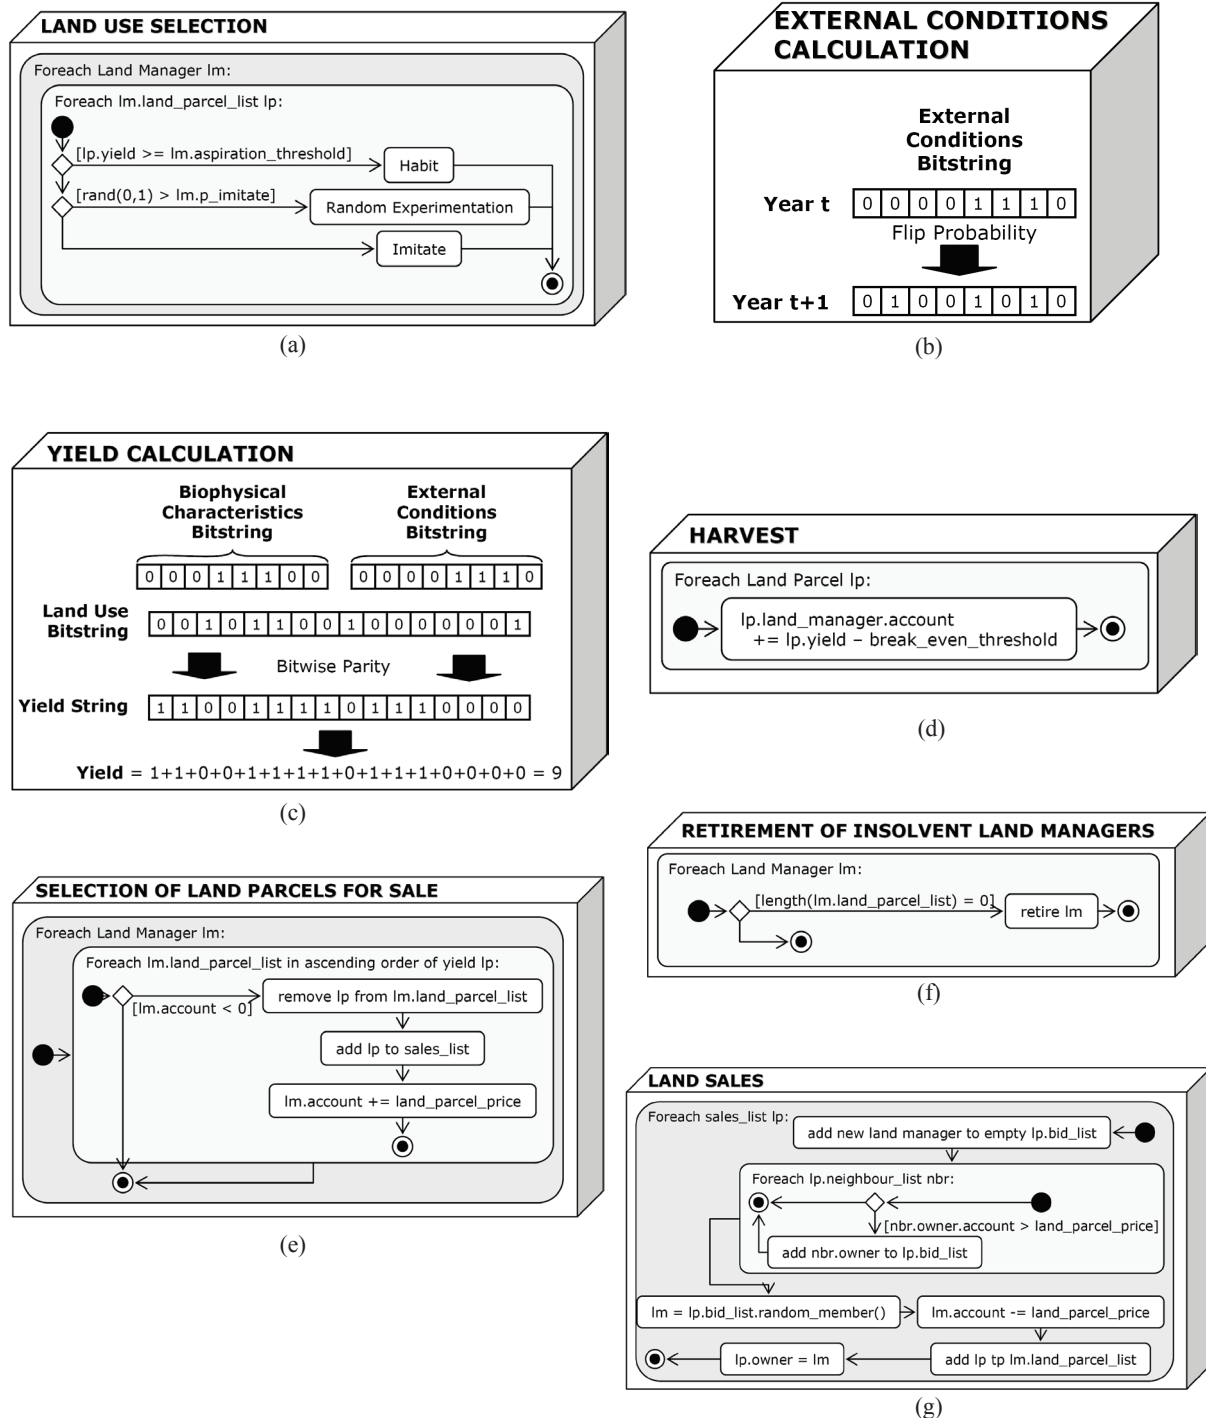 LAND USE SELECTION
Foreach Land Manager lm:
Foreach lm.land_parcel_list lp:
[lp.yield >= lm.aspiration_threshold]
Habit
[rand(0,1) > lm.p_imitate]
Random Experimentation
Imitate
(a)
EXTERNAL CONDITIONS
CALCULATION
External
Conditions
Bitstring
Year t 0 0 0 0 1 1 1 0
Flip Probability
Year t+1 0 1 0 0 1 0 1 0
(b)
YIELD CALCULATION
Biophysical
Characteristics
Bitstring
External
Conditions
Bitstring
0 0 0 1 1 1 0 0 0 0 0 0 1 1 1 0
Land Use
Bitstring
0 0 1 0 1 1 0 0 1 0 0 0 0 0 0 1
Bitwise Parity
Yield String 1 1 0 0 1 1 1 1 0 1 1 1 0 0 0 0
Yield = 1+1+0+0+1+1+1+1+0+1+1+1+0+0+0+0 = 9
(c)
HARVEST
Foreach Land Parcel lp:
lp.land_manager.account
+= lp.yield – break_even_threshold
(d)
SELECTION OF LAND PARCELS FOR SALE
Foreach Land Manager lm:
Foreach lm.land_parcel_list in ascending order of yield lp:
[lm.account < 0]
remove lp from lm.land_parcel_list
add lp to sales_list
lm.account += land_parcel_price
(e)
RETIREMENT OF INSOLVENT LAND MANAGERS
Foreach Land Manager lm:
[length(lm.land_parcel_list) = 0]
retire lm
(f)
LAND SALES
Foreach sales_list lp:
add new land manager to empty lp.bid_list
Foreach lp.neighbour_list nbr:
[nbr.owner.account > land_parcel_price]
add nbr.owner to lp.bid_list
lm = lp.bid_list.random_member()
lm.account -= land_parcel_price
lp.owner = lm
add lp tp lm.land_parcel_list
(g)